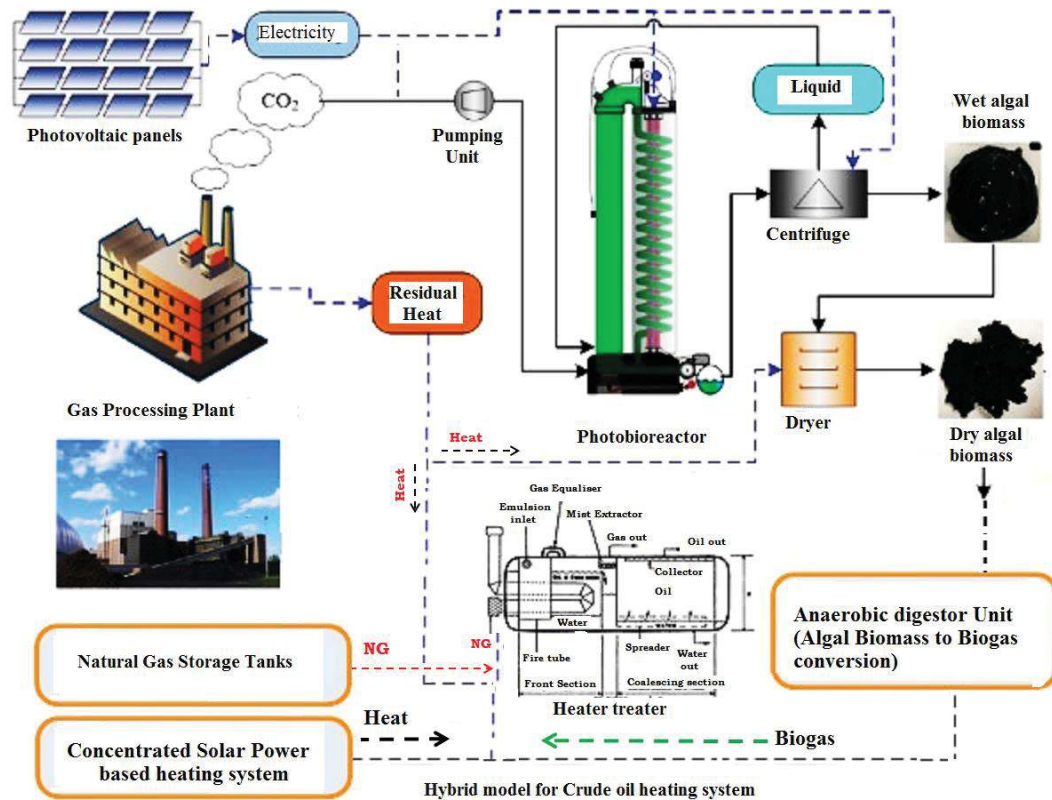 Electricity
CO2
Photovoltaic panels
Pumping
Unit
Liquid
Wet algal
biomass
Centrifuge
Residual
Heat
Gas Processing Plant
Photobioreactor
Dryer
Dry algal
biomass
Heat
Heat
Gas Equaliser
Emulsion
inlet
Mist Extractor
Gas out
Oil out
Collector
Oil
Water
Spreader
Water
out
Fire tube
Front Section
Coalescing section
Heater treater
Anaerobic digestor Unit
(Algal Biomass to Biogas
conversion)
Natural Gas Storage Tanks
NG
NG
Heat
Concentrated Solar Power
based heating system
Biogas
Hybrid model for Crude oil heating system